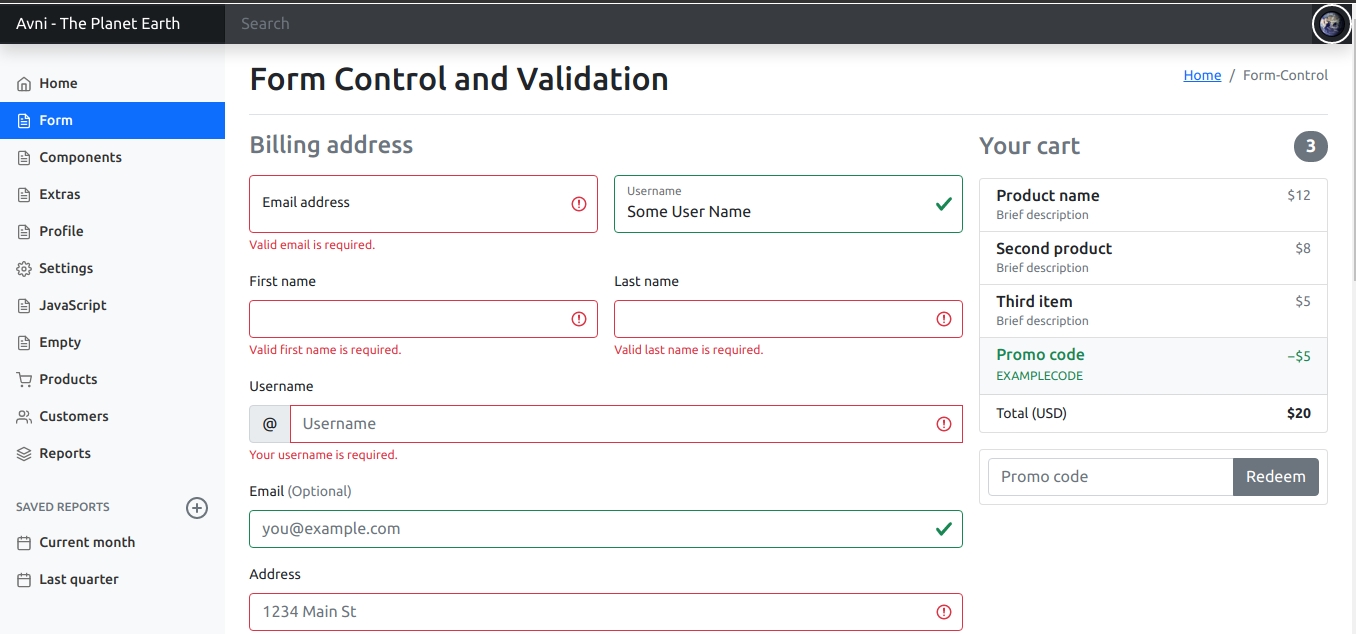 Avni - The Planet Earth
Search
Home
Form
Components
Extras
Profile
Settings
JavaScript
Empty
Products
Customers
Reports
SAVED REPORTS
Current month
Last quarter
Form Control and Validation
Home / Form-Control
Billing address
Email address
Valid email is required.
Username
Some User Name
First name
Valid first name is required.
Last name
Valid last name is required.
Username
@ Username
Your username is required.
Email (Optional)
you@example.com
Address
1234 Main St
Your cart 3
Product name $12
Brief description
Second product $8
Brief description
Third item $5
Brief description
Promo code −$5
EXAMPLECODE
Total (USD) $20
Promo code Redeem